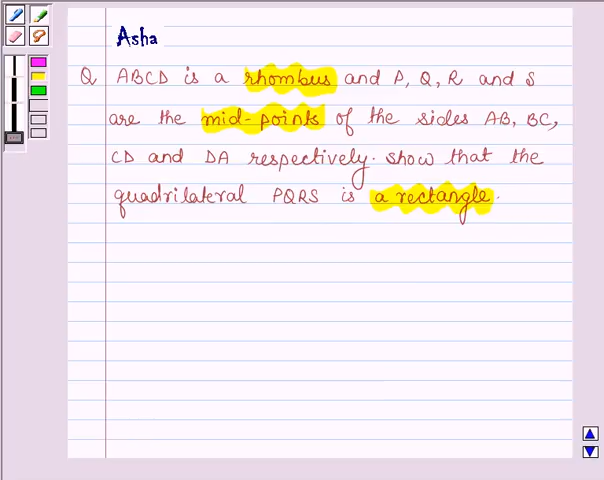 Asha
Q ABCD is a rhombus and P, Q, R and S
are the mid-points of the sides AB, BC,
CD and DA respectively. show that the
quadrilateral PQRS is a rectangle.